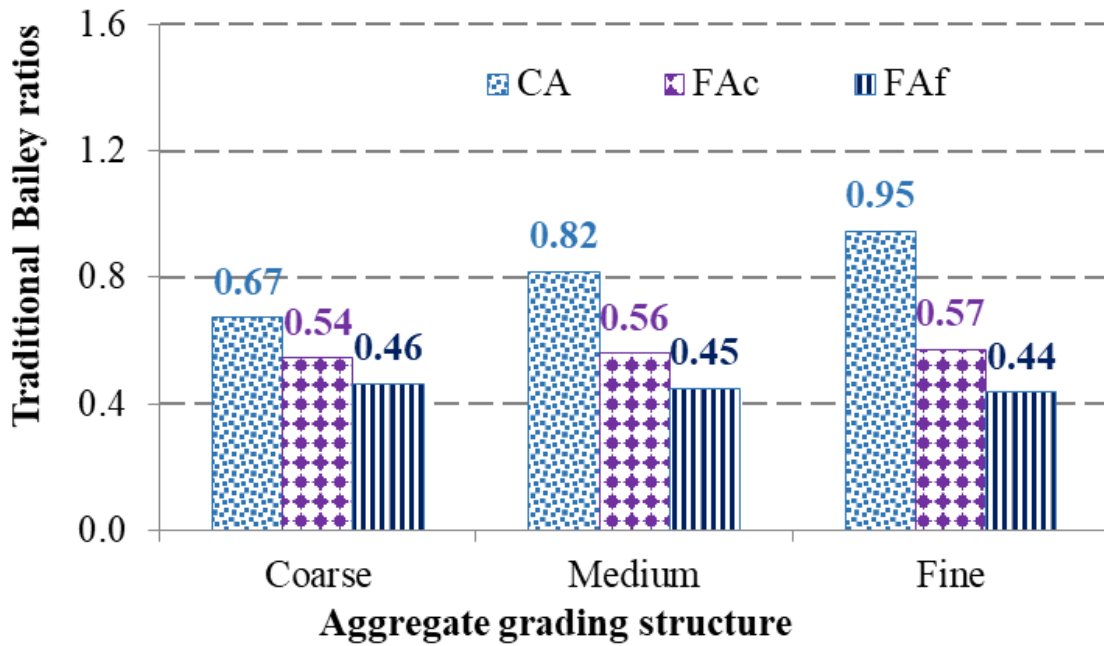 Traditional Bailey ratios
1.6
1.2
0.8
0.4
0.0
CA FAc FAf
0.67 0.54 0.46
0.82 0.56 0.45
0.95 0.57 0.44
Coarse Medium Fine
Aggregate grading structure